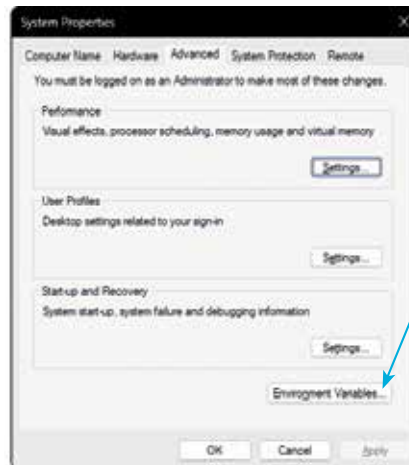 System Properties
Computer Name Hardware Advanced System Protection Remote
You must be logged on as an Administrator to make most of these changes.
Performance
Visual effects, processor scheduling, memory usage and virtual memory
Settings...
User Profiles
Desktop settings related to your sign-in
Settings...
Start-up and Recovery
System start-up, system failure and debugging information
Settings...
Environment Variables...
OK Cancel Apply